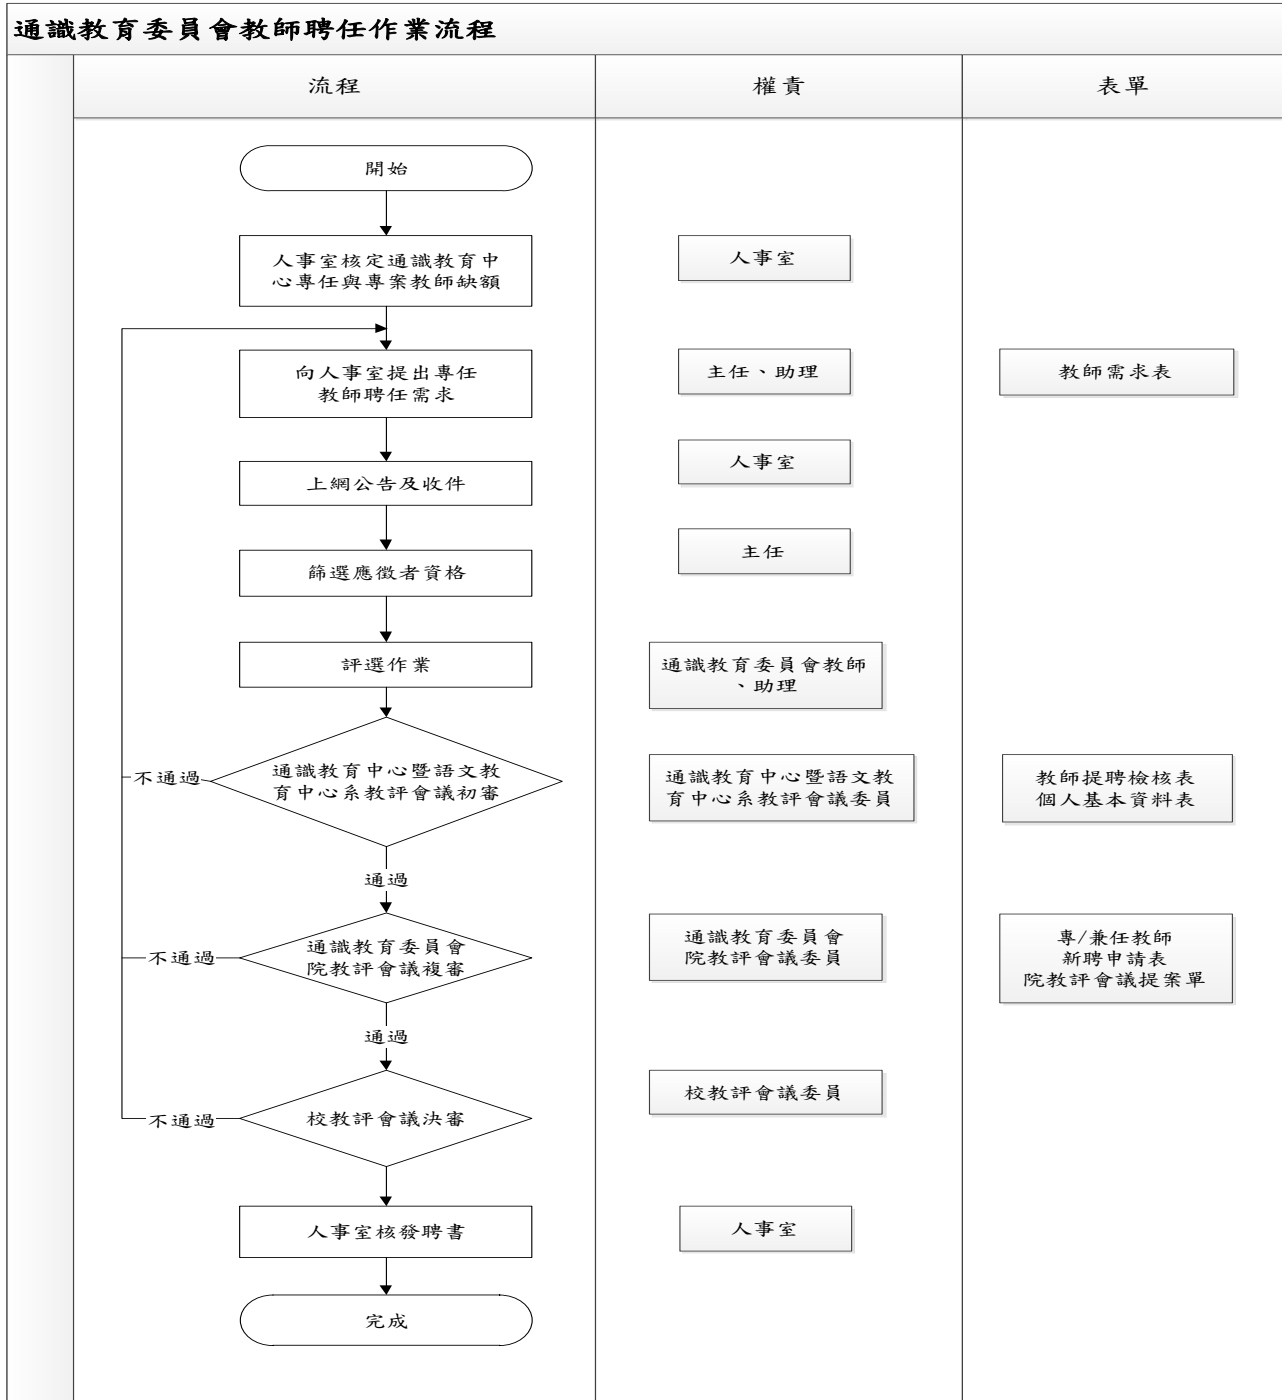 通識教育委員會教師聘任作業流程
流程
權責
表單
開始
人事室核定通識教育中
心專任與專案教師缺額
人事室
向人事室提出專任
教師聘任需求
主任、助理
教師需求表
上網公告及收件
人事室
篩選應徵者資格
主任
評選作業
通識教育委員會教師
、助理
不通過
通識教育中心暨語文教
育中心系教評會議初審
通識教育中心暨語文教
育中心系教評會議委員
教師提聘檢核表
個人基本資料表
通過
不通過
通識教育委員會
院教評會議複審
通識教育委員會
院教評會議委員
專/兼任教師
新聘申請表
院教評會議提案單
通過
不通過
校教評會議決審
校教評會議委員
人事室核發聘書
人事室
完成